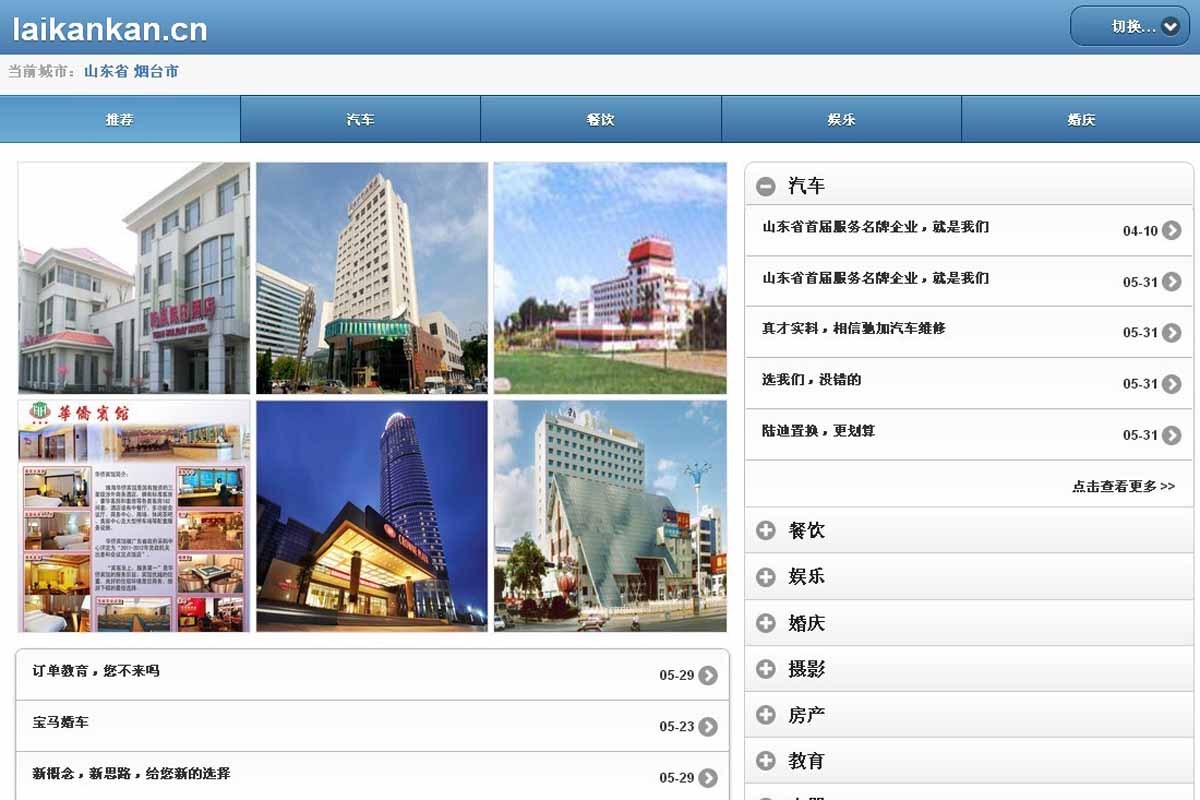 laikankan.cn
切换...
当前城市： 山东省 烟台市
推荐
汽车
餐饮
娱乐
婚庆
華僑賓館
CROWNE PLAZA
订单教育，您不来吗
05-29
宝马婚车
05-23
新概念，新思路，给您新的选择
05-29
汽车
山东省首届服务名牌企业，就是我们
04-10
山东省首届服务名牌企业，就是我们
05-31
真才实料，相信驰加汽车维修
05-31
选我们，没错的
05-31
陆迪置换，更划算
05-31
点击查看更多 >>
餐饮
娱乐
婚庆
摄影
房产
教育